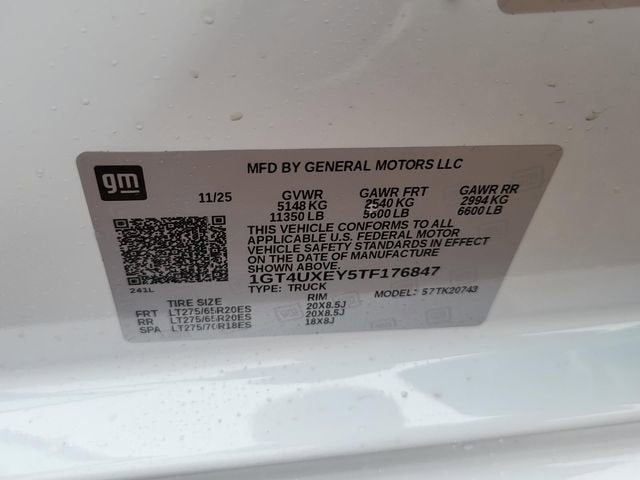 gm
MFD BY GENERAL MOTORS LLC
11/25 GVWR GAWR FRT GAWR RR
5148 KG 2540 KG 2994 KG
11350 LB 5600 LB 6600 LB
THIS VEHICLE CONFORMS TO ALL
APPLICABLE U.S. FEDERAL MOTOR
VEHICLE SAFETY STANDARDS IN EFFECT
ON THE DATE OF MANUFACTURE
SHOWN ABOVE.
1GT4UXEY5TF176847
241L TYPE: TRUCK
TIRE SIZE RIM MODEL: 57TK20743
FRT LT275/65R20ES 20X8.5J
RR LT275/65R20ES 20X8.5J
SPA LT275/70R18ES 18X8J